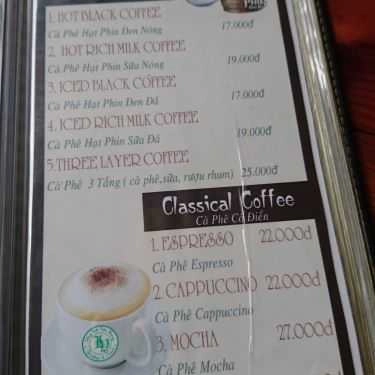 1. HOT BLACK COFFEE
Cà Phê Hạt Phin Đen Nóng 17.000đ
2. HOT RICH MILK COFFEE
Cà Phê Hạt Phin Sữa Nóng 19.000đ
3. ICED BLACK COFFEE
Cà Phê Hạt Phin Đen Đá 17.000đ
4. ICED RICH MILK COFFEE
Cà Phê Hạt Phin Sữa Đá 19.000đ
5. THREE LAYER COFFEE
Cà Phê 3 Tầng ( cà phê,sữa, rượu rhum) 25.000đ
Classical Coffee
Cà Phê Cổ Điển
1. ESPRESSO 22.000đ
Cà Phê Espresso
2. CAPPUCCINO 22.000đ
Cà Phê Cappuccino
3. MOCHA 27.000đ
Cà Phê Mocha